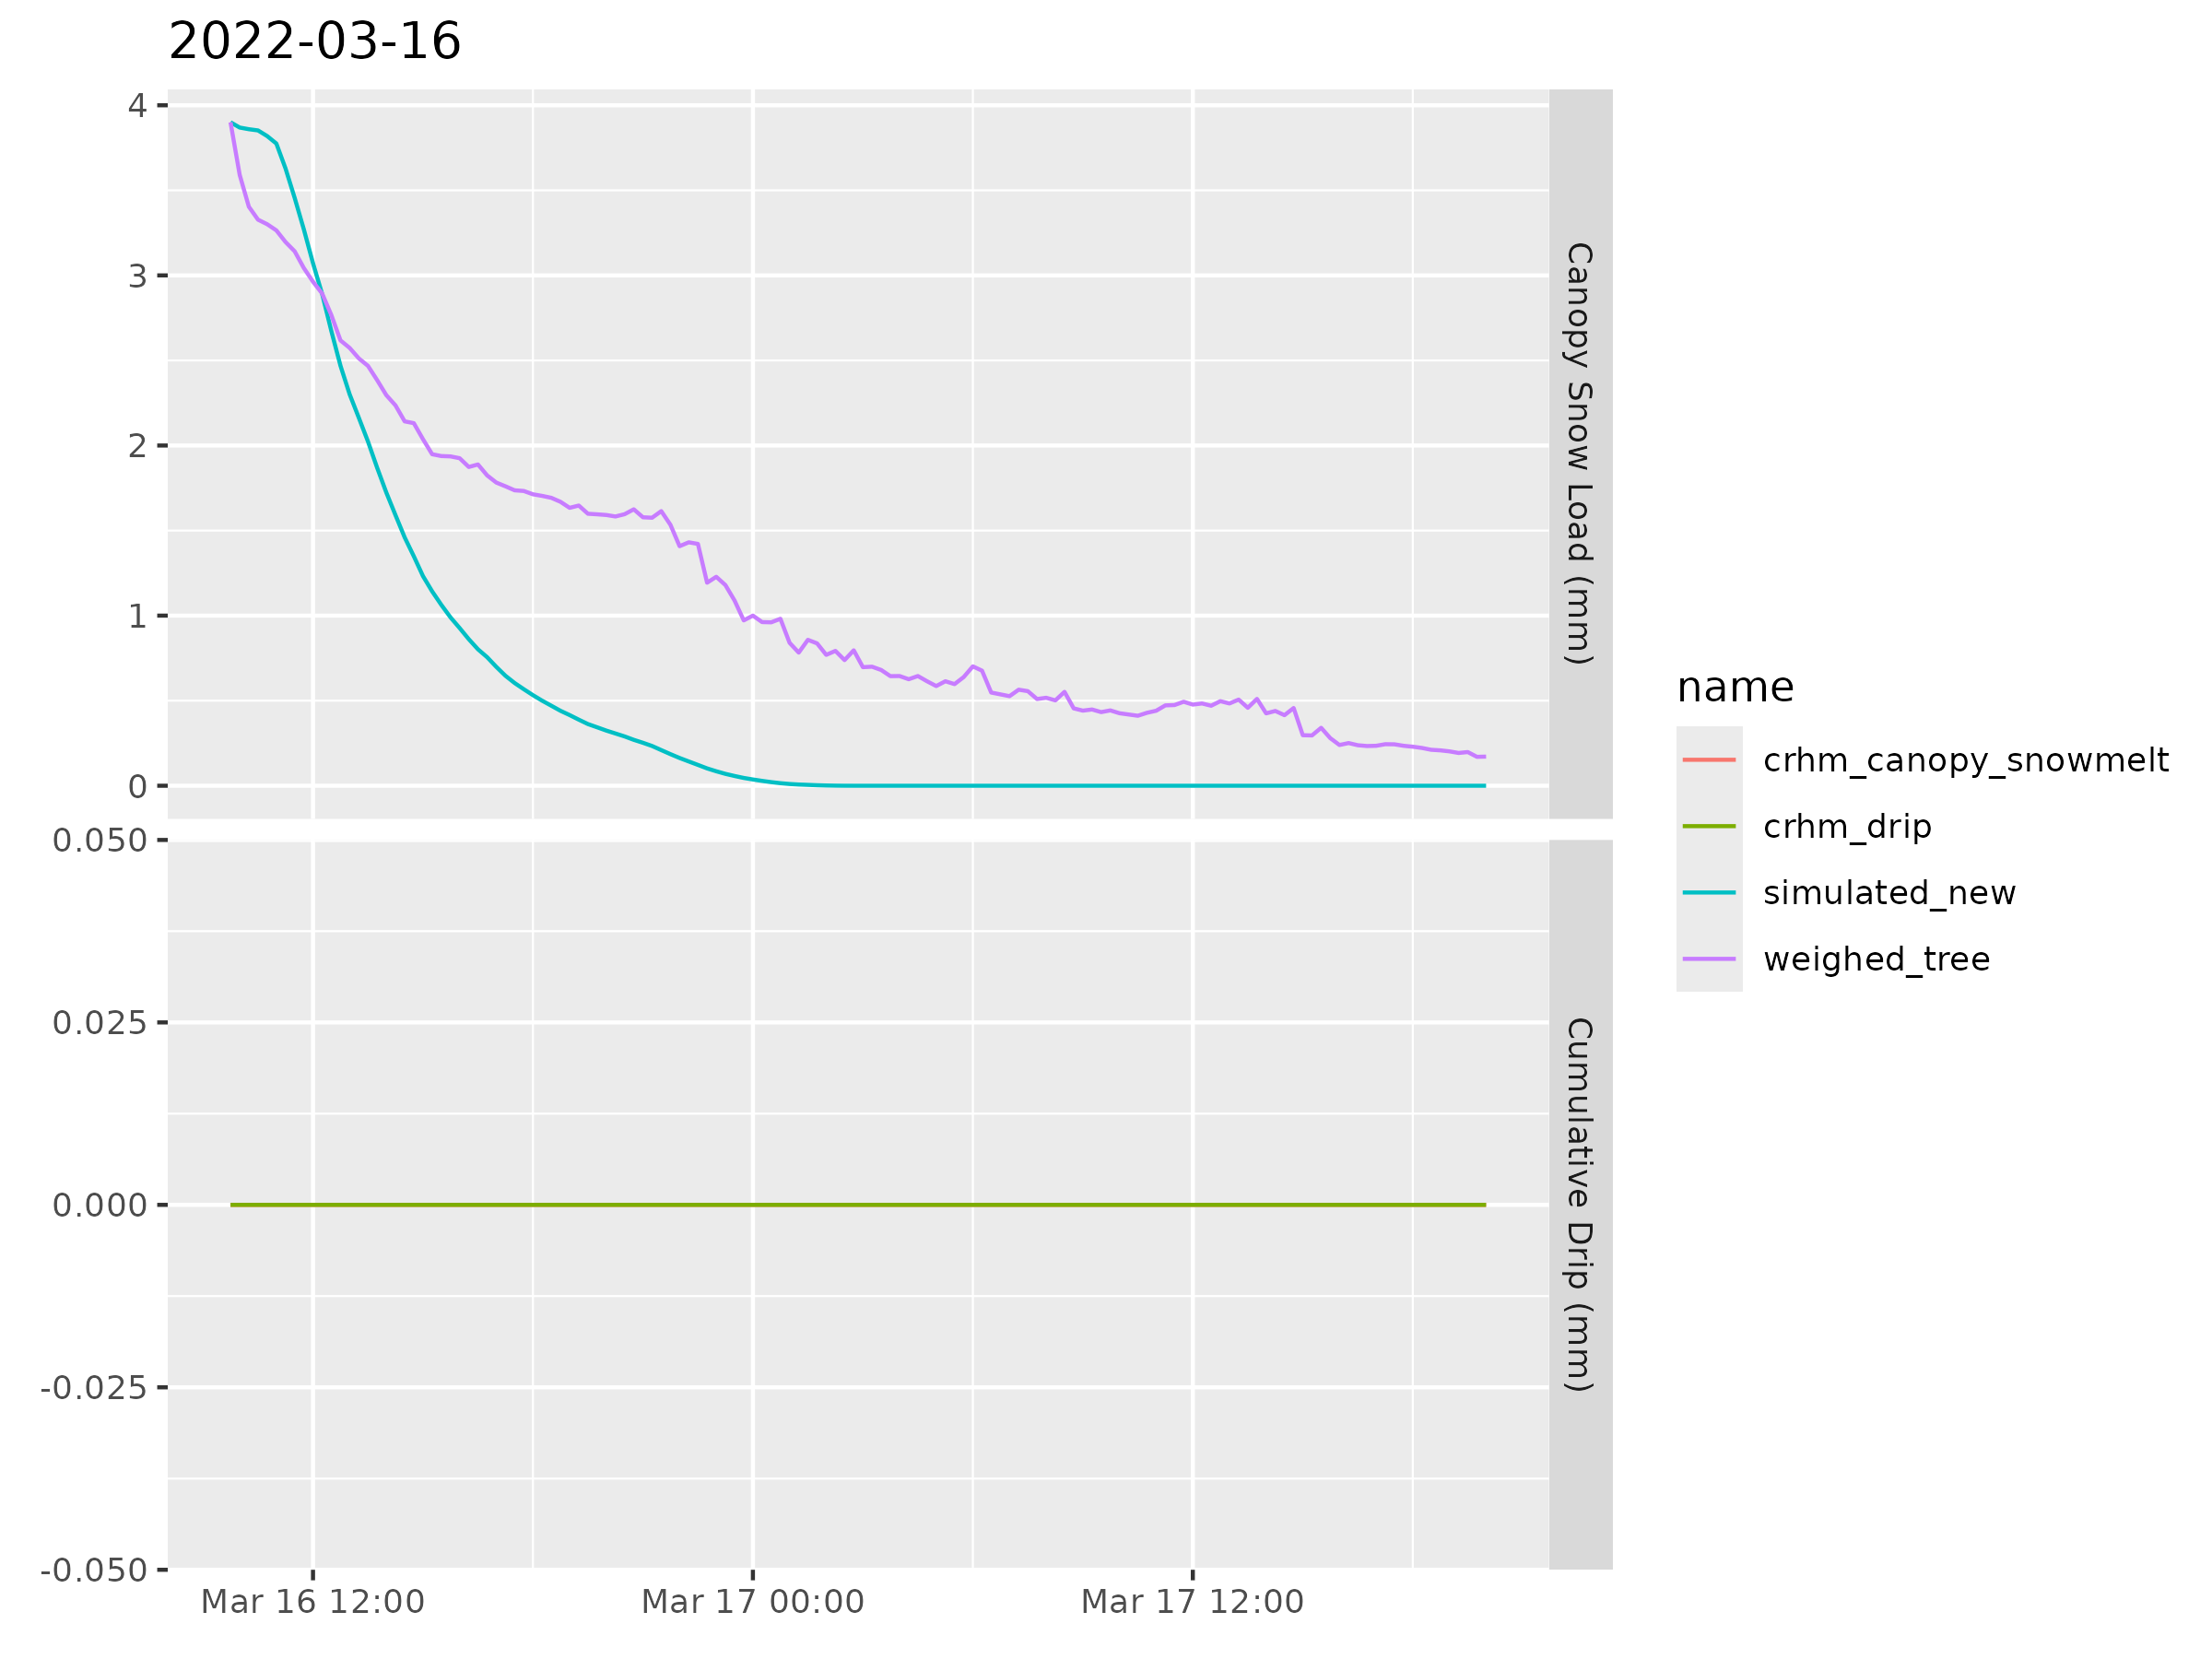 2022-03-16
4
3
2
1
0
Canopy Snow Load (mm)
0.050
0.025
0.000
-0.025
-0.050
Cumulative Drip (mm)
Mar 16 12:00
Mar 17 00:00
Mar 17 12:00
name
crhm_canopy_snowmelt
crhm_drip
simulated_new
weighed_tree